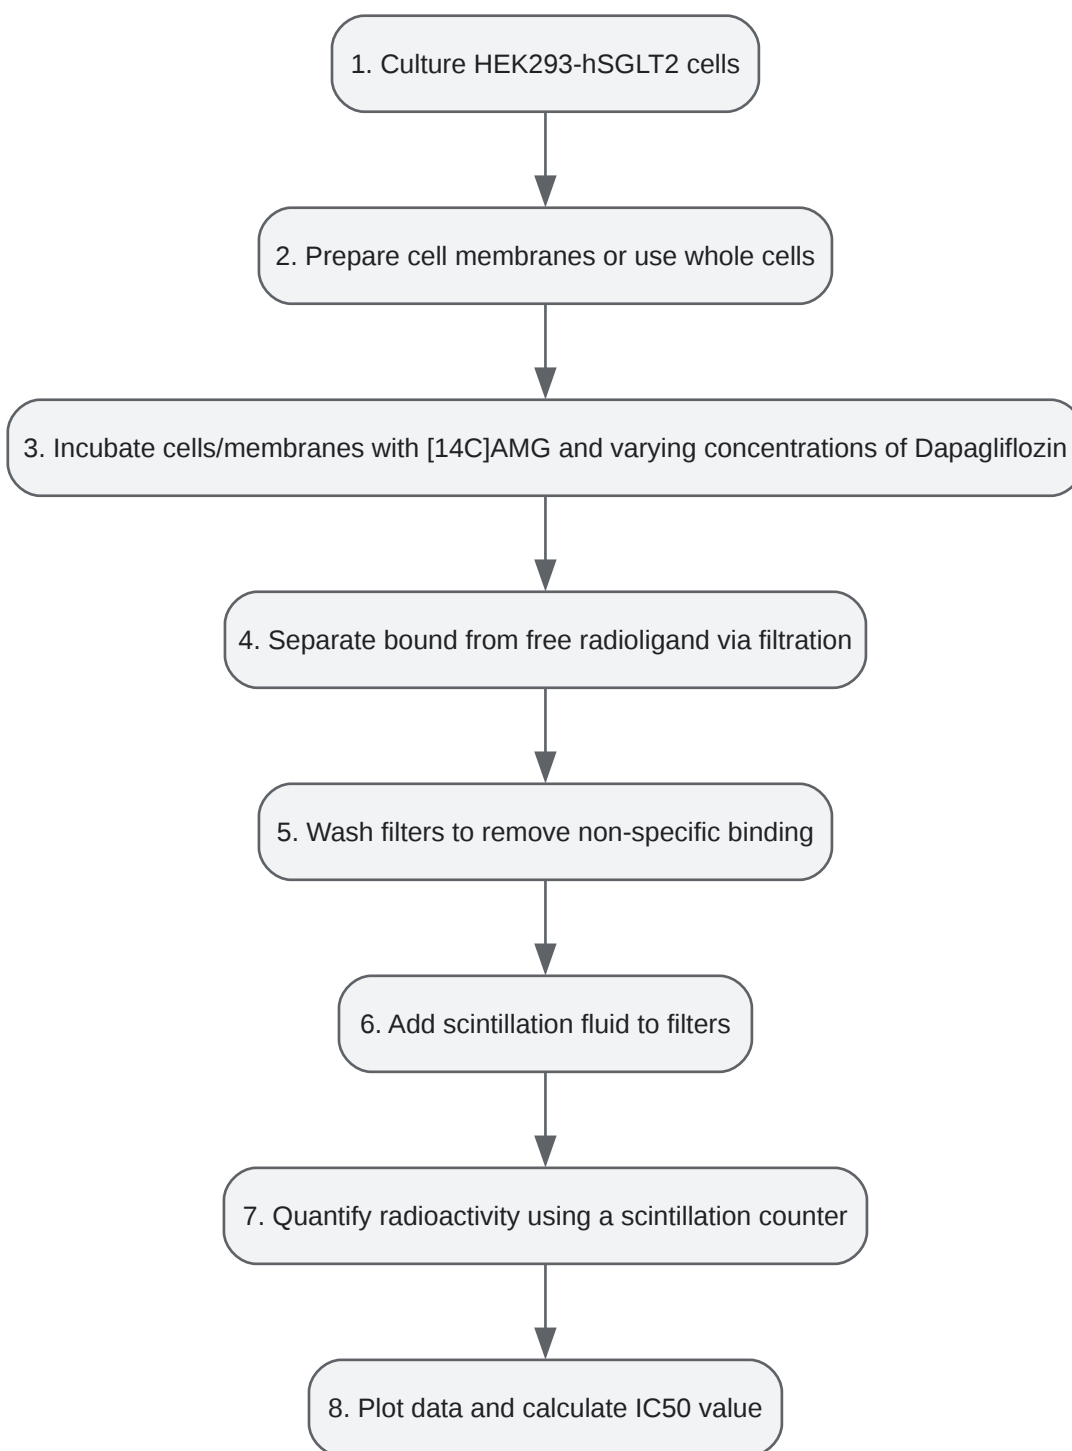 1. Culture HEK293-hSGLT2 cells
2. Prepare cell membranes or use whole cells
3. Incubate cells/membranes with [14C]AMG and varying concentrations of Dapagliflozin
4. Separate bound from free radioligand via filtration
5. Wash filters to remove non-specific binding
6. Add scintillation fluid to filters
7. Quantify radioactivity using a scintillation counter
8. Plot data and calculate IC50 value